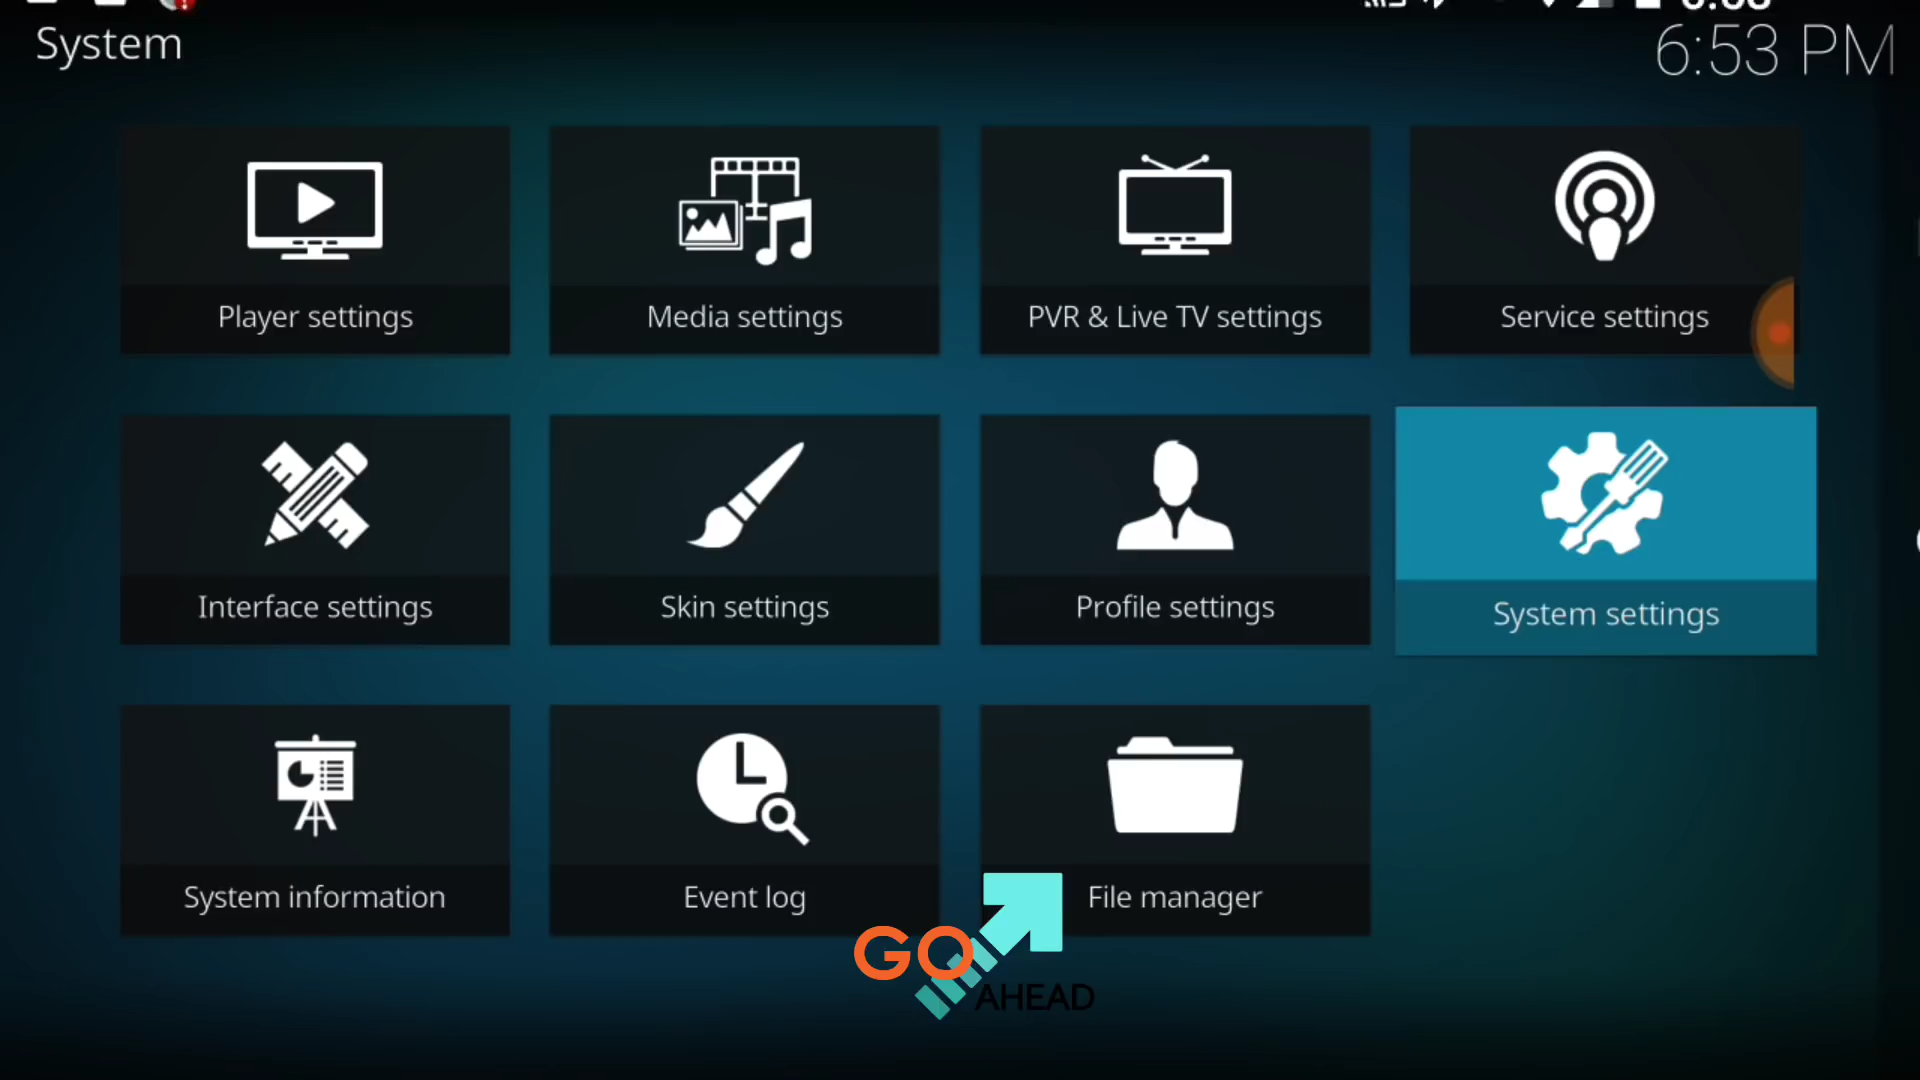 System
6:53 PM
Player settings
Media settings
PVR & Live TV settings
Service settings
Interface settings
Skin settings
Profile settings
System settings
System information
Event log
File manager
GO
AHEAD